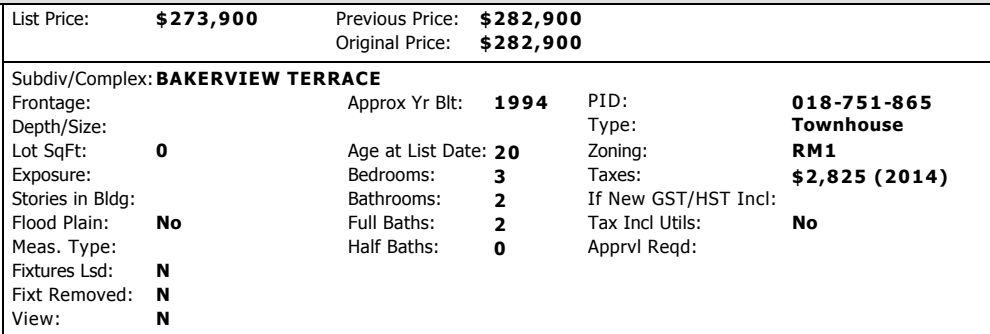 List Price: $273,900 Previous Price: $282,900
Original Price: $282,900
Subdiv/Complex: BAKERVIEW TERRACE
Frontage: Approx Yr Blt: 1994 PID: 018-751-865
Depth/Size: Type: Townhouse
Lot SqFt: 0 Age at List Date: 20 Zoning: RM1
Exposure: Bedrooms: 3 Taxes: $2,825 (2014)
Stories in Bldg: Bathrooms: 2 If New GST/HST Incl:
Flood Plain: No Full Baths: 2 Tax Incl Utils: No
Meas. Type: Half Baths: 0 Apprvl Reqd:
Fixtures Lsd: N
Fixt Removed: N
View: N